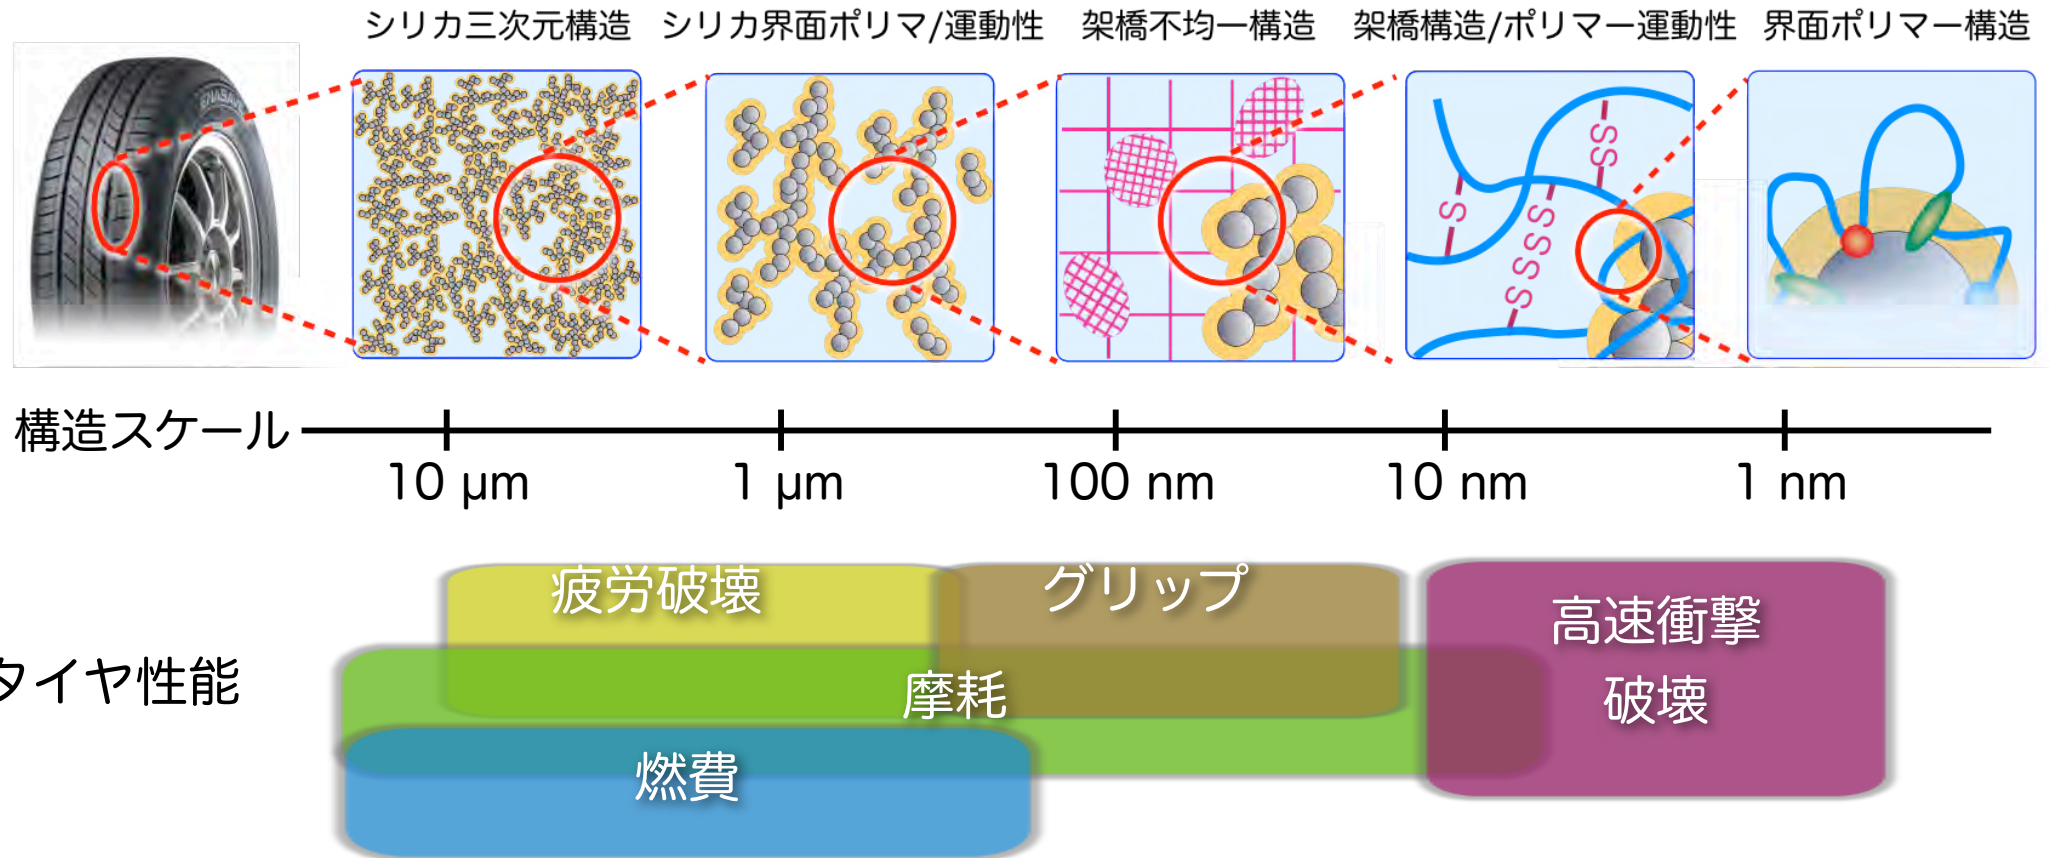 シリカ三次元構造
シリカ界面ポリマ/運動性
架橋不均一構造
架橋構造/ポリマー運動性
界面ポリマー構造
S
SSSS
SS
構造スケール
10 μm
1 μm
100 nm
10 nm
1 nm
タイヤ性能
疲労破壊
グリップ
高速衝撃
破壊
摩耗
燃費